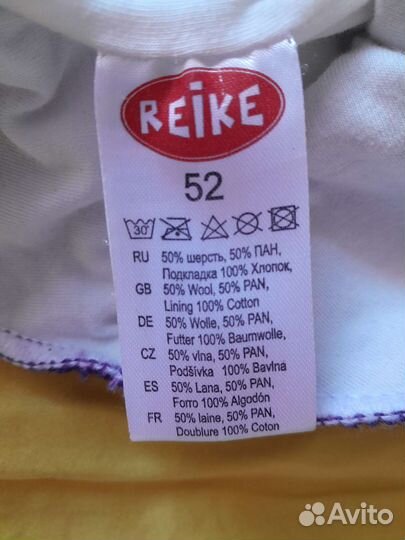 REiKE
52
30°
RU 50% шерсть, 50% ПАН,
Подкладка 100% Хлопок,
GB 50% Wool, 50% PAN,
Lining 100% Cotton
DE 50% Wolle, 50% PAN,
Futter 100% Baumwolle,
CZ 50% vlna, 50% PAN,
Podšívka 100% Bavlna
ES 50% Lana, 50% PAN,
Forro 100% Algodón
FR 50% laine, 50% PAN,
Doublure 100% Coton
Avito